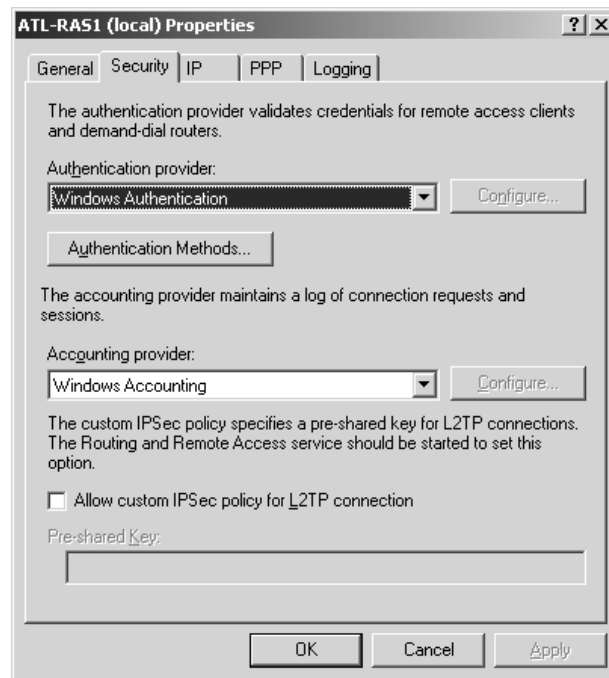 ATL-RAS1 (local) Properties
General Security IP PPP Logging
The authentication provider validates credentials for remote access clients
and demand-dial routers.
Authentication provider:
Windows Authentication Configure...
Authentication Methods...
The accounting provider maintains a log of connection requests and
sessions.
Accounting provider:
Windows Accounting Configure...
The custom IPSec policy specifies a pre-shared key for L2TP connections.
The Routing and Remote Access service should be started to set this
option.
Allow custom IPSec policy for L2TP connection
Pre-shared Key:
OK Cancel Apply